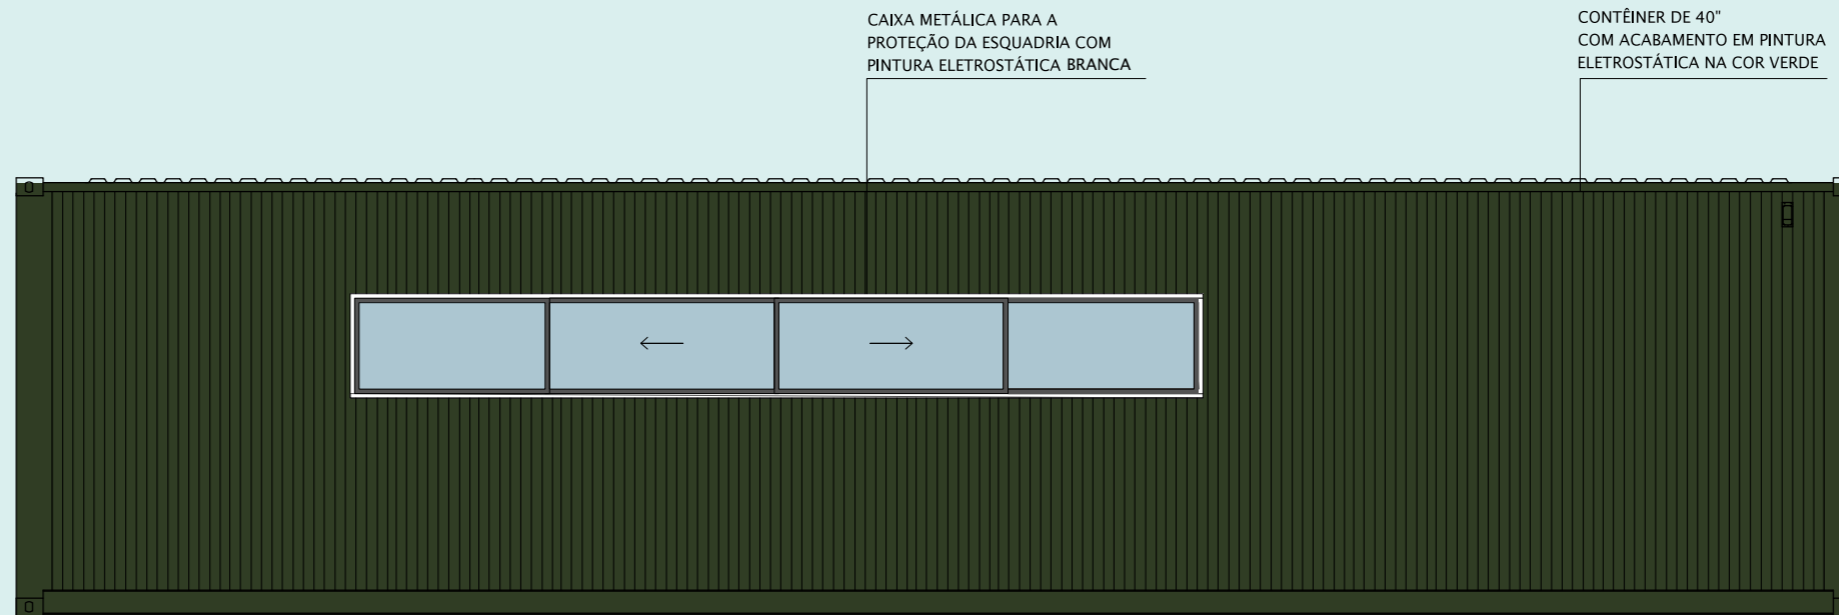 CAIXA METÁLICA PARA A
PROTEÇÃO DA ESQUADRIA COM
PINTURA ELETROSTÁTICA BRANCA
CONTÊINER DE 40"
COM ACABAMENTO EM PINTURA
ELETROSTÁTICA NA COR VERDE